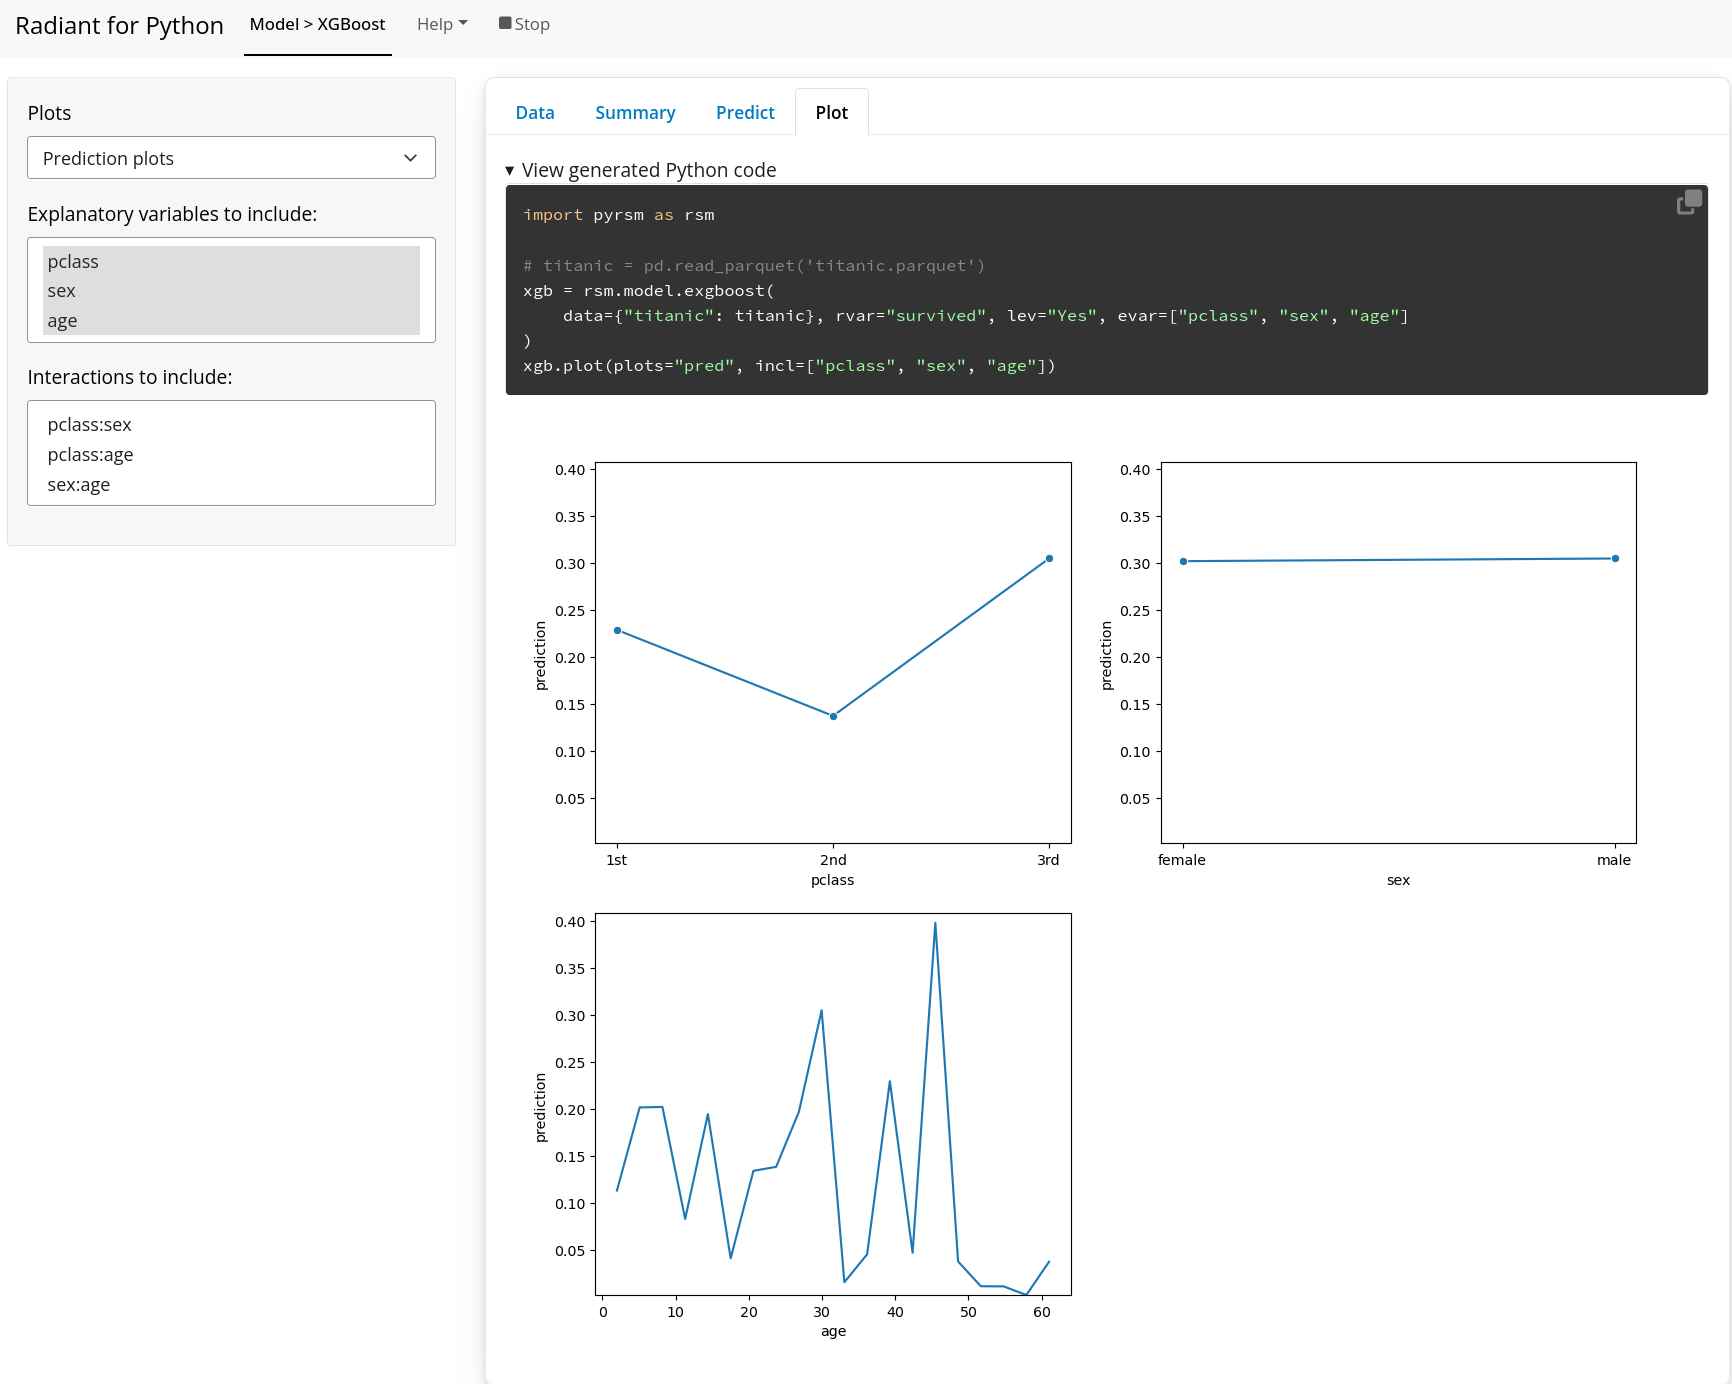 Radiant for Python Model > XGBoost Help Stop
Plots
Prediction plots
Explanatory variables to include:
pclass
sex
age
Interactions to include:
pclass:sex
pclass:age
sex:age
Data Summary Predict Plot
▼ View generated Python code
import pyrsm as rsm
# titanic = pd.read_parquet('titanic.parquet')
xgb = rsm.model.exgboost(
data={"titanic": titanic}, rvar="survived", lev="Yes", evar=["pclass", "sex", "age"]
)
xgb.plot(plots="pred", incl=["pclass", "sex", "age"])
0.40
0.35
0.30
0.25
0.20
0.15
0.10
0.05
prediction
1st 2nd 3rd
pclass
0.40
0.35
0.30
0.25
0.20
0.15
0.10
0.05
prediction
female male
sex
0.40
0.35
0.30
0.25
0.20
0.15
0.10
0.05
prediction
0 10 20 30 40 50 60
age